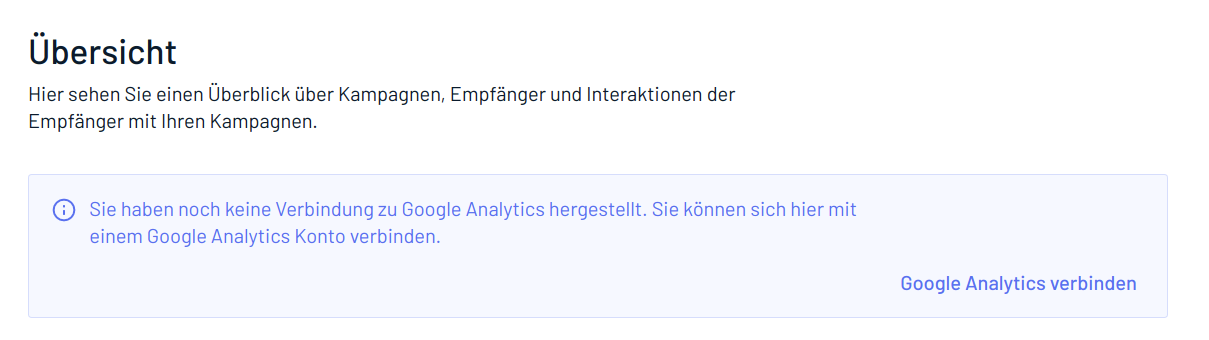 Übersicht
Hier sehen Sie einen Überblick über Kampagnen, Empfänger und Interaktionen der
Empfänger mit Ihren Kampagnen.
Sie haben noch keine Verbindung zu Google Analytics hergestellt. Sie können sich hier mit
einem Google Analytics Konto verbinden.
Google Analytics verbinden